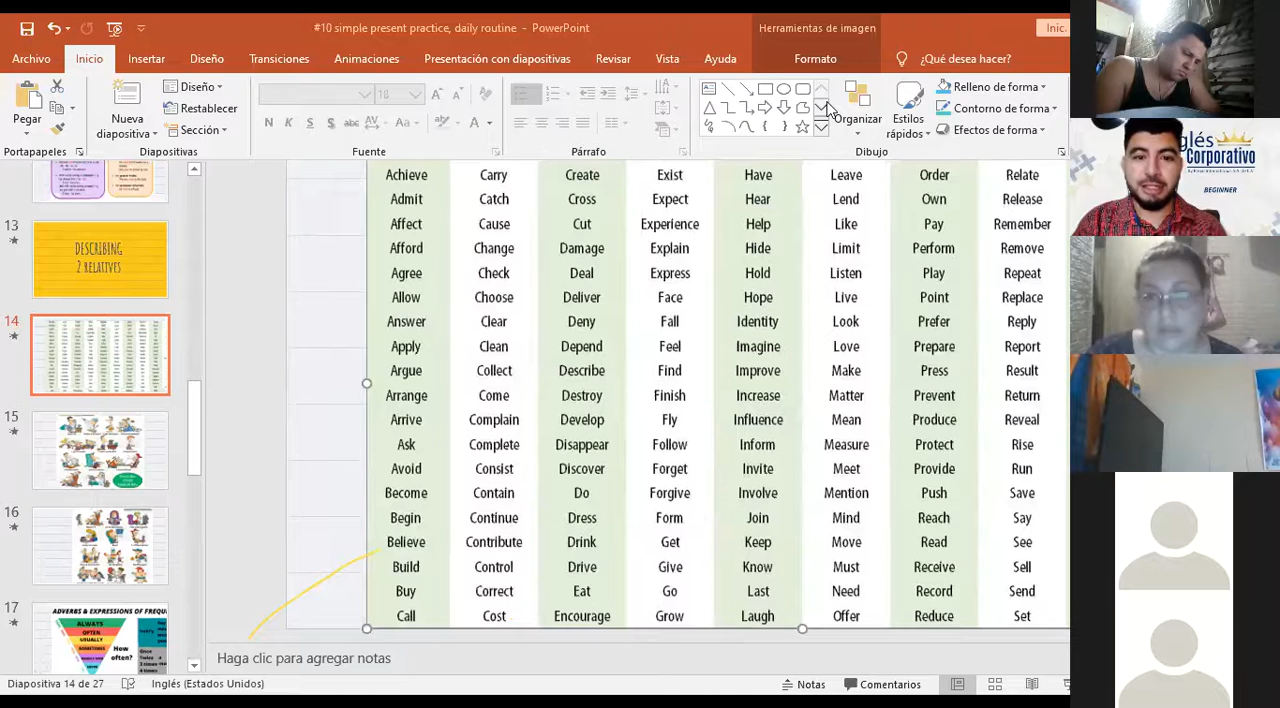 #10 simple present practice, daily routine - PowerPoint
Herramientas de imagen
Inic.
Archivo Inicio Insertar Diseño Transiciones Animaciones Presentación con diapositivas Revisar Vista Ayuda Formato ¿Qué desea hacer?
Pegar
Nueva diapositiva
Diseño
Restablecer
Sección
18
N K S abc AV Aa A
Organizar
Estilos rápidos
Relleno de forma
Contorno de forma
Efectos de forma
Portapapeles Diapositivas Fuente Párrafo Dibujo
13
DESCRIBING
2 RELATIVES
14
15
16
17
ADVERBS & EXPRESSIONS OF FREQU
ALWAYS
OFTEN
USUALLY
SOMETIMES
How often?
Once
Achieve Carry Create Exist Have Leave Order Relate
Admit Catch Cross Expect Hear Lend Own Release
Affect Cause Cut Experience Help Like Pay Remember
Afford Change Damage Explain Hide Limit Perform Remove
Agree Check Deal Express Hold Listen Play Repeat
Allow Choose Deliver Face Hope Live Point Replace
Answer Clear Deny Fall Identity Look Prefer Reply
Apply Clean Depend Feel Imagine Love Prepare Report
Argue Collect Describe Find Improve Make Press Result
Arrange Come Destroy Finish Increase Matter Prevent Return
Arrive Complain Develop Fly Influence Mean Produce Reveal
Ask Complete Disappear Follow Inform Measure Protect Rise
Avoid Consist Discover Forget Invite Meet Provide Run
Become Contain Do Forgive Involve Mention Push Save
Begin Continue Dress Form Join Mind Reach Say
Believe Contribute Drink Get Keep Move Read See
Build Control Drive Give Know Must Receive Sell
Buy Correct Eat Go Last Need Record Send
Call Cost Encourage Grow Laugh Offer Reduce Set
Haga clic para agregar notas
Diapositiva 14 de 27 Inglés (Estados Unidos) Notas Comentarios
glés
Corporativo
BEGINNER